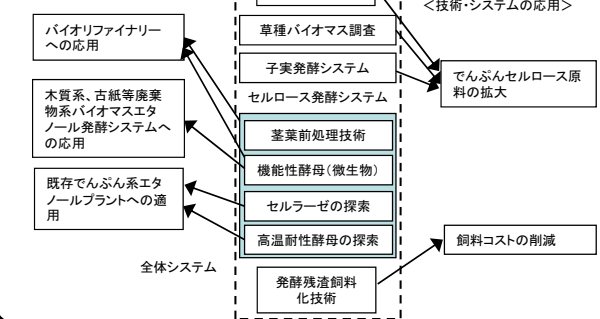 <技術・システムの応用>
バイオリファイナリー
への応用
草種バイオマス調査
子実発酵システム
でんぷんセルロース原
料の拡大
セルロース発酵システム
木質系、古紙等廃棄
物系バイオマスエタ
ノール発酵システムへ
の応用
茎葉前処理技術
機能性酵母(微生物)
既存でんぷん系エタ
ノールプラントへの適
用
セルラーゼの探索
高温耐性酵母の探索
飼料コストの削減
全体システム
発酵残渣飼料
化技術